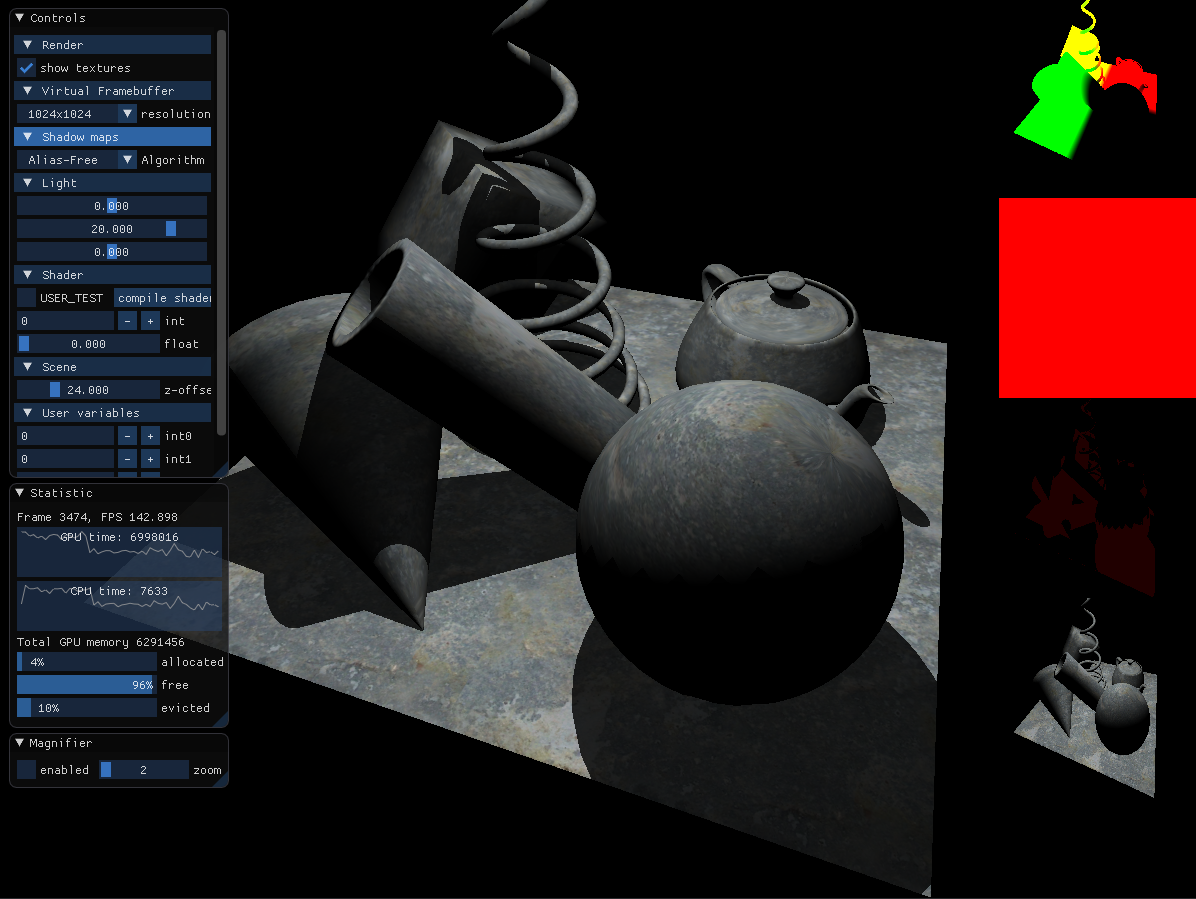 Controls
Render
show textures
Virtual Framebuffer
1024x1024 resolution
Shadow maps
Alias-Free Algorithm
Light
0.000
20.000
0.000
Shader
USER_TEST compile shader
0 - + int
0.000 float
Scene
24.000 z-offse
User variables
0 - + int0
0 - + int1
Statistic
Frame 3474, FPS 142.898
GPU time: 6998016
CPU time: 7633
Total GPU memory 6291456
4% allocated
96% free
10% evicted
Magnifier
enabled 2 zoom